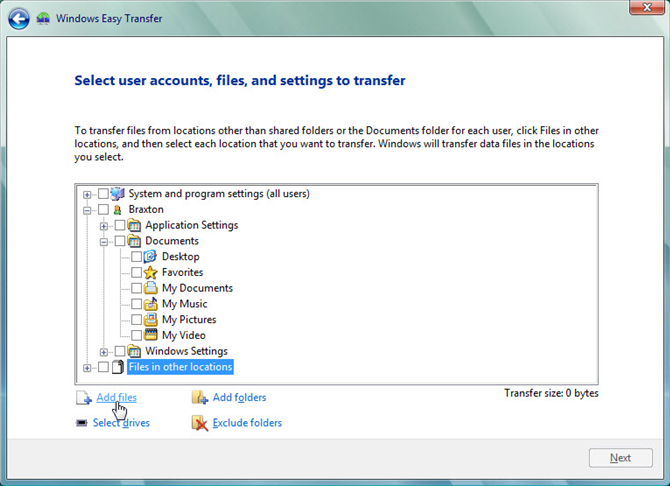 Windows Easy Transfer
Select user accounts, files, and settings to transfer
To transfer files from locations other than shared folders or the Documents folder for each user, click Files in other
locations, and then select each location that you want to transfer. Windows will transfer data files in the locations
you select.
System and program settings (all users)
Braxton
Application Settings
Documents
Desktop
Favorites
My Documents
My Music
My Pictures
My Video
Windows Settings
Files in other locations
Add files
Add folders
Transfer size: 0 bytes
Select drives
Exclude folders
Next